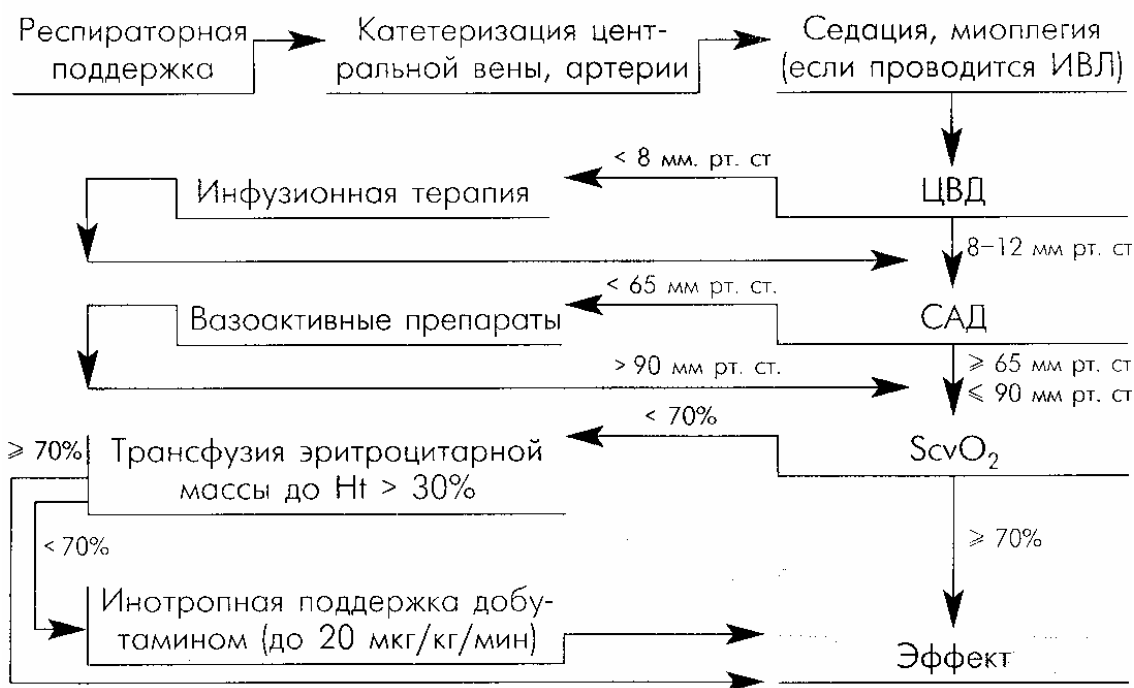 Респираторная
поддержка
Катетеризация цент-
ральной вены, артерии
Седация, миоплегия
(если проводится ИВЛ)
< 8 мм. рт. ст
Инфузионная терапия
ЦВД
8–12 мм рт. ст
< 65 мм рт. ст.
Вазоактивные препараты
САД
> 90 мм рт. ст.
⩾ 65 мм рт. ст
⩽ 90 мм рт. ст
< 70%
⩾ 70%
Трансфузия эритроцитарной
массы до Ht > 30%
ScvO₂
< 70%
⩾ 70%
Инотропная поддержка добу-
тамином (до 20 мкг/кг/мин)
Эффект